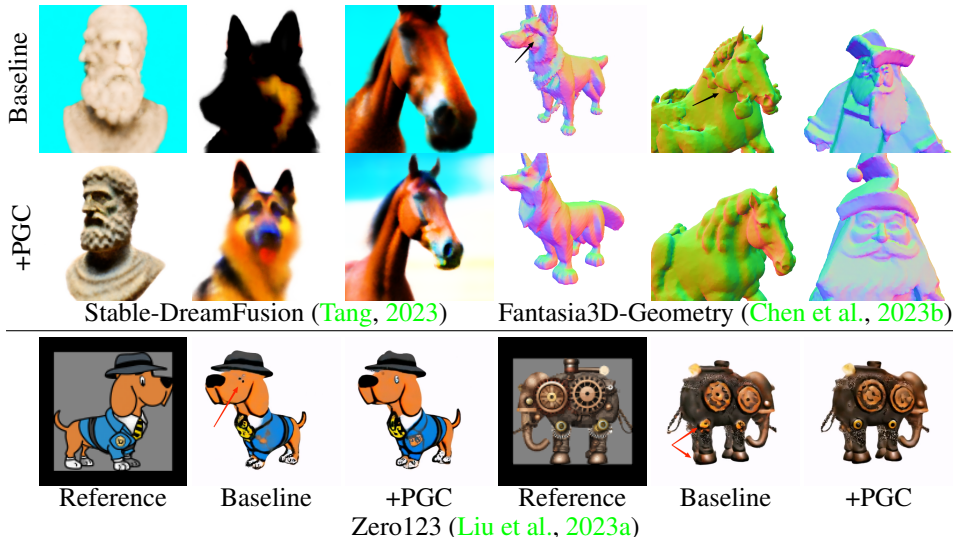 Baseline
+PGC
Stable-DreamFusion (Tang, 2023)
Fantasia3D-Geometry (Chen et al., 2023b)
Reference
Baseline
+PGC
Reference
Baseline
+PGC
Zero123 (Liu et al., 2023a)